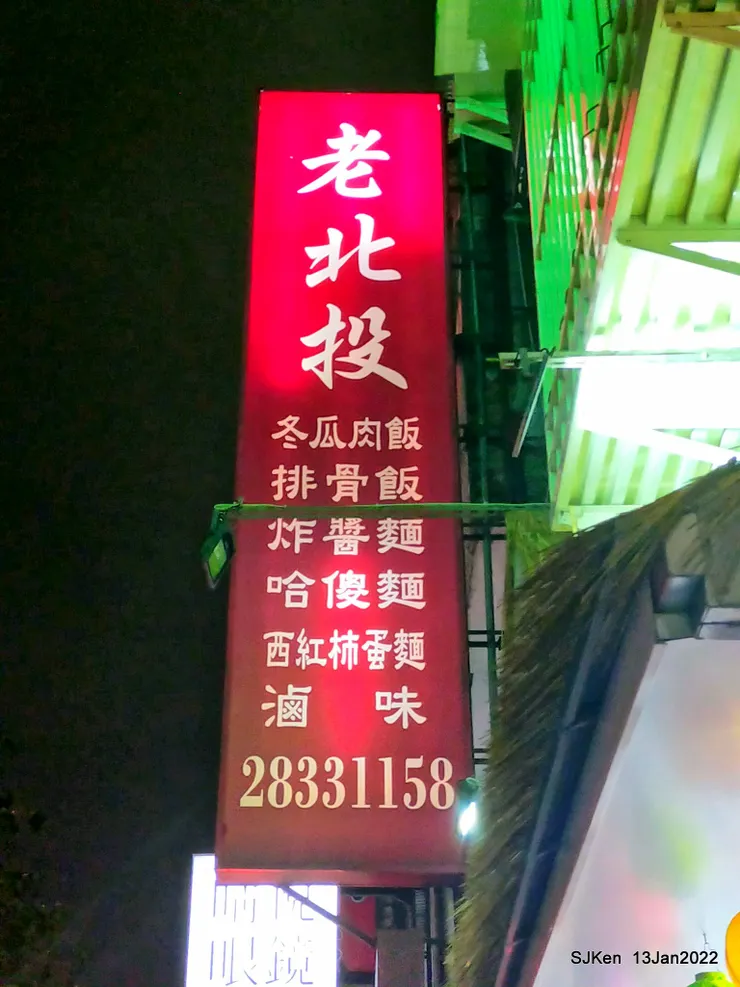 老北投
冬瓜肉飯
排骨飯
炸醬麵
哈傻麵
西紅柿蛋麵
滷味
28331158
眼鏡
SJKen 13Jan2022